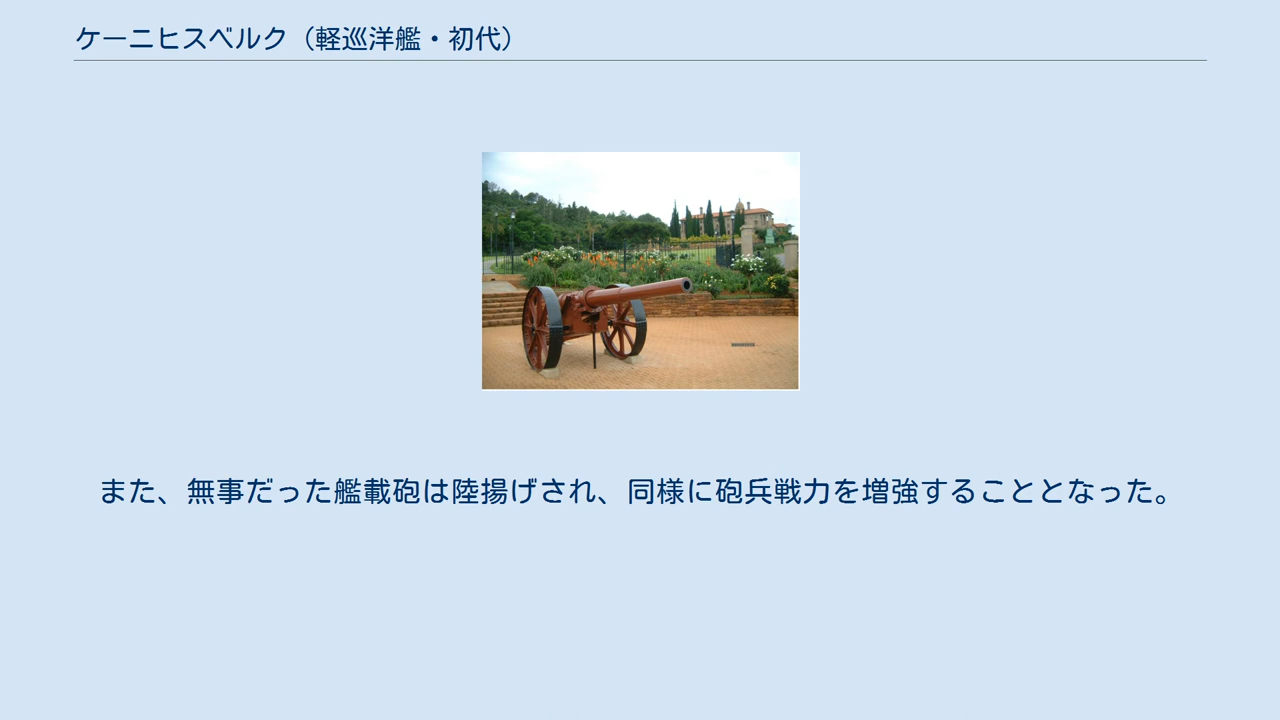 ケーニヒスベルク（軽巡洋艦・初代）
また、無事だった艦載砲は陸揚げされ、同様に砲兵戦力を増強することとなった。